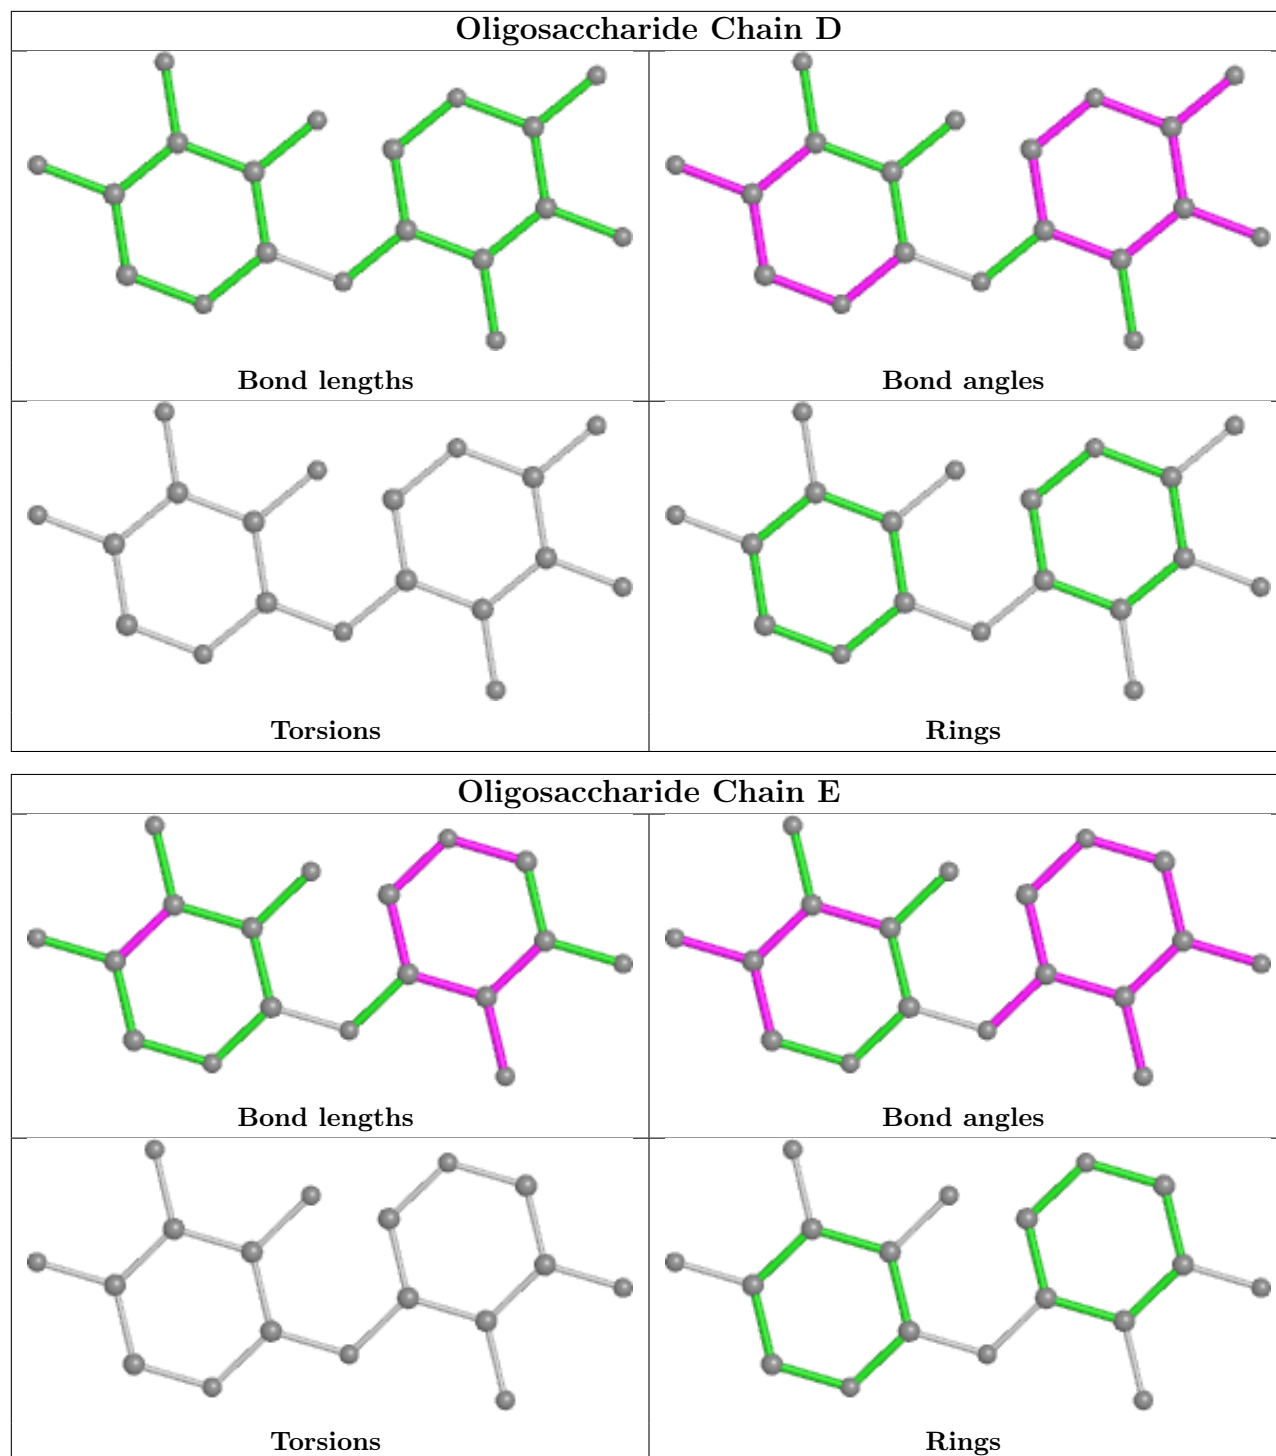 Oligosaccharide Chain D
Bond lengths
Bond angles
Torsions
Rings
Oligosaccharide Chain E
Bond lengths
Bond angles
Torsions
Rings